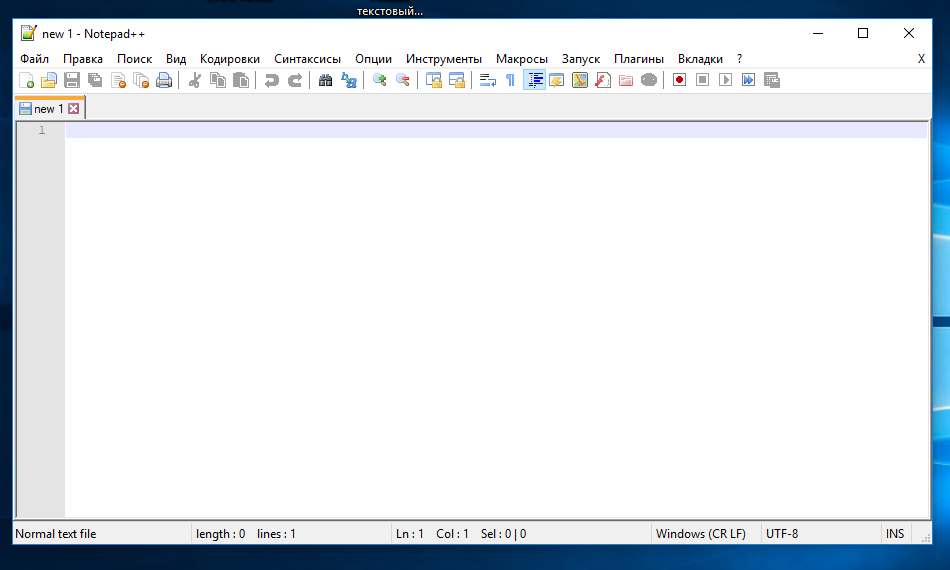 текстовый...
new 1 - Notepad++
Файл Правка Поиск Вид Кодировки Синтаксисы Опции Инструменты Макросы Запуск Плагины Вкладки ? X
new 1
1
Normal text file length : 0 lines : 1 Ln : 1 Col : 1 Sel : 0 | 0 Windows (CR LF) UTF-8 INS